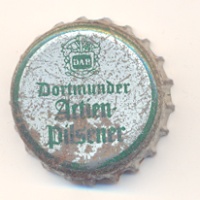 DAB
Dortmunder
Actien-
Pilsener